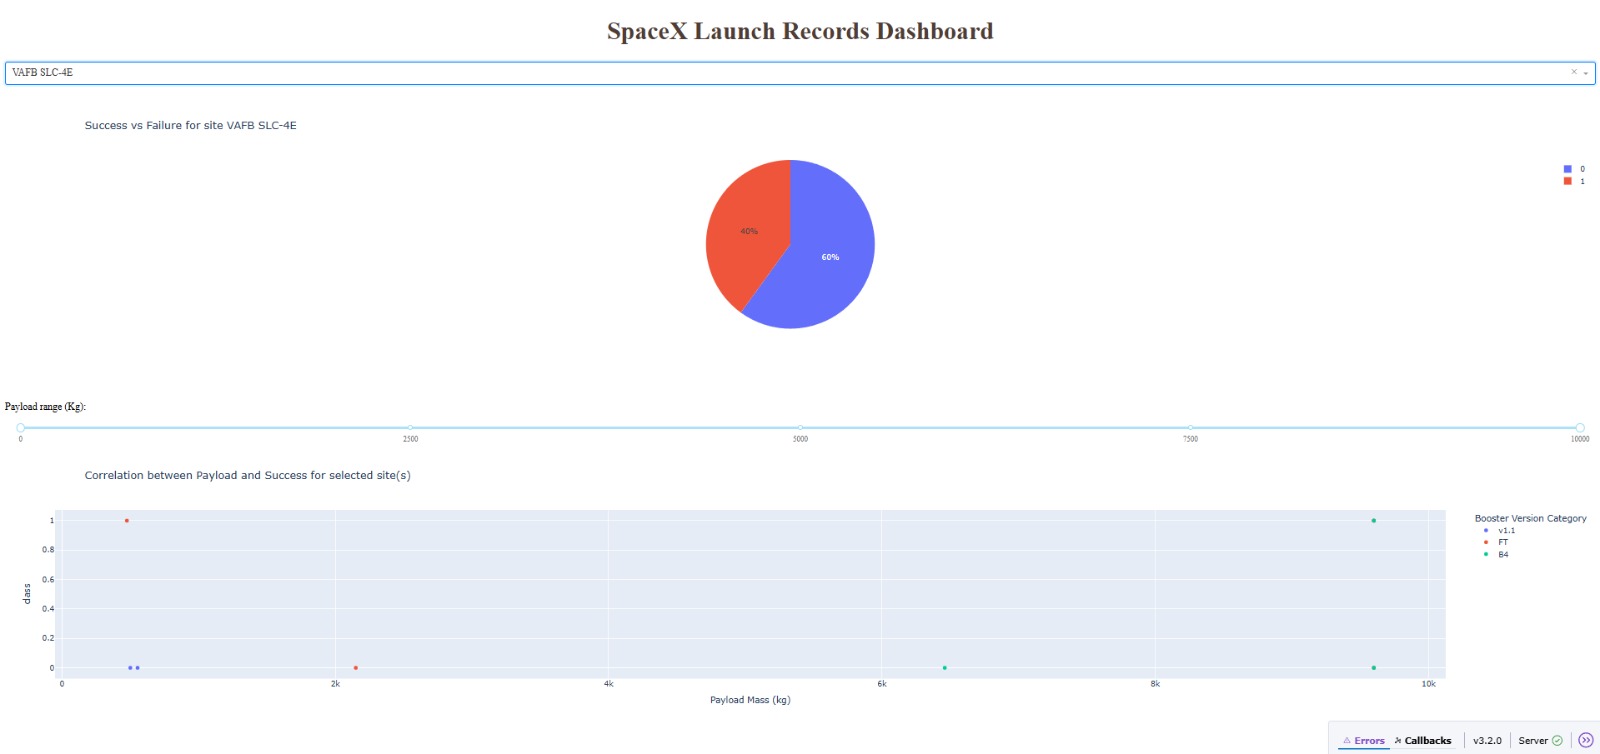 SpaceX Launch Records Dashboard
VAFB SLC-4E
Success vs Failure for site VAFB SLC-4E
0
1
40%
60%
Payload range (Kg):
0 2500 5000 7500 10000
Correlation between Payload and Success for selected site(s)
Booster Version Category
v1.1
FT
B4
class
1
0.8
0.6
0.4
0.2
0
0 2k 4k 6k 8k 10k
Payload Mass (kg)
Errors Callbacks v3.2.0 Server